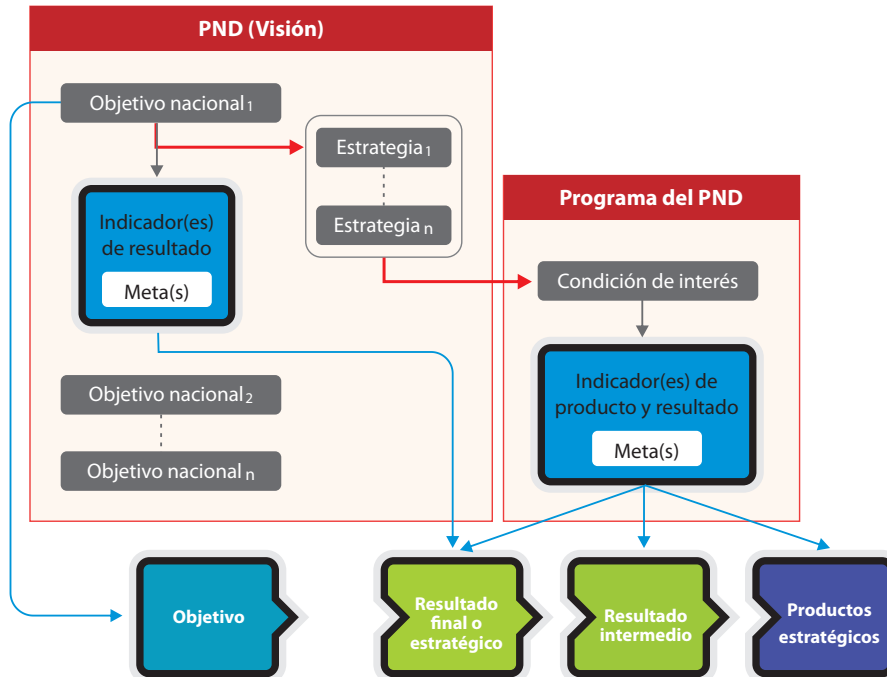 PND (Visión)
Objetivo nacional 1
Estrategia 1
Estrategia n
Indicador(es)
de resultado
Meta(s)
Objetivo nacional 2
Objetivo nacional n
Programa del PND
Condición de interés
Indicador(es) de
producto y resultado
Meta(s)
Objetivo
Resultado
final o
estratégico
Resultado
intermedio
Productos
estratégicos